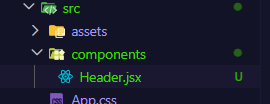 src
assets
components
Header.jsx U
App.css